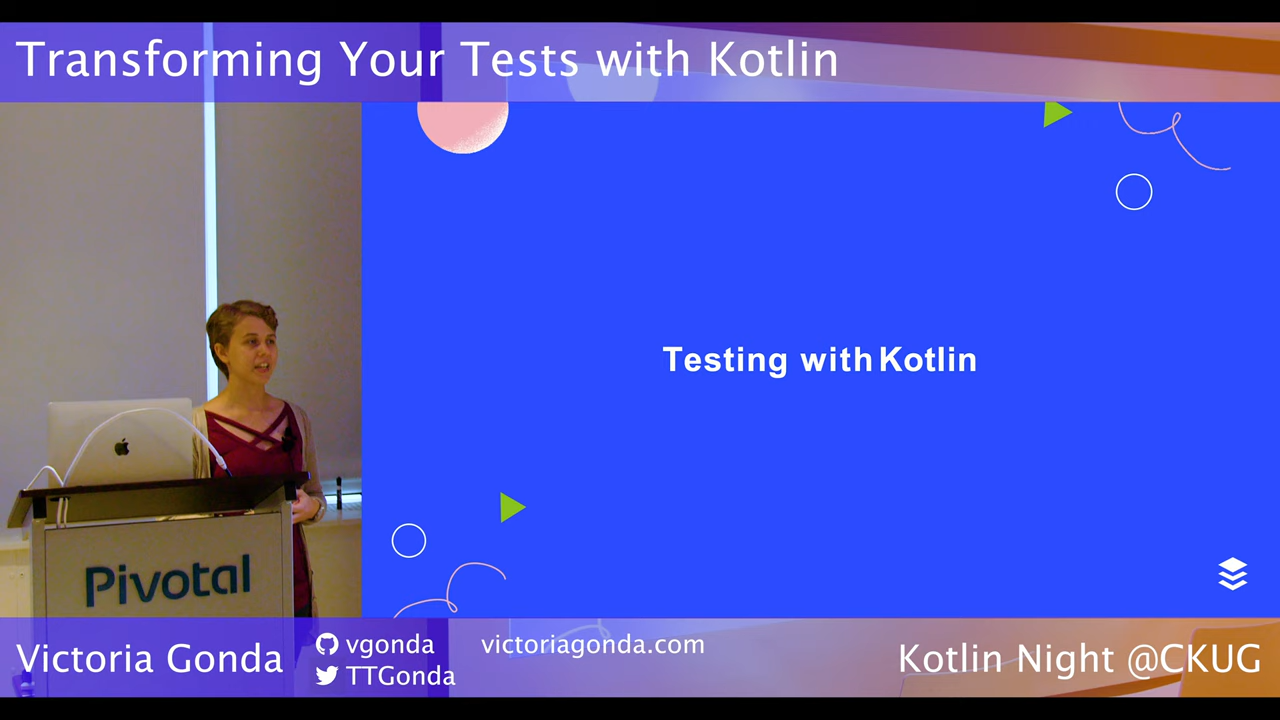 Transforming Your Tests with Kotlin
Testing with Kotlin
Pivotal
Victoria Gonda
vgonda
victoriagonda.com
TTGonda
Kotlin Night @CKUG